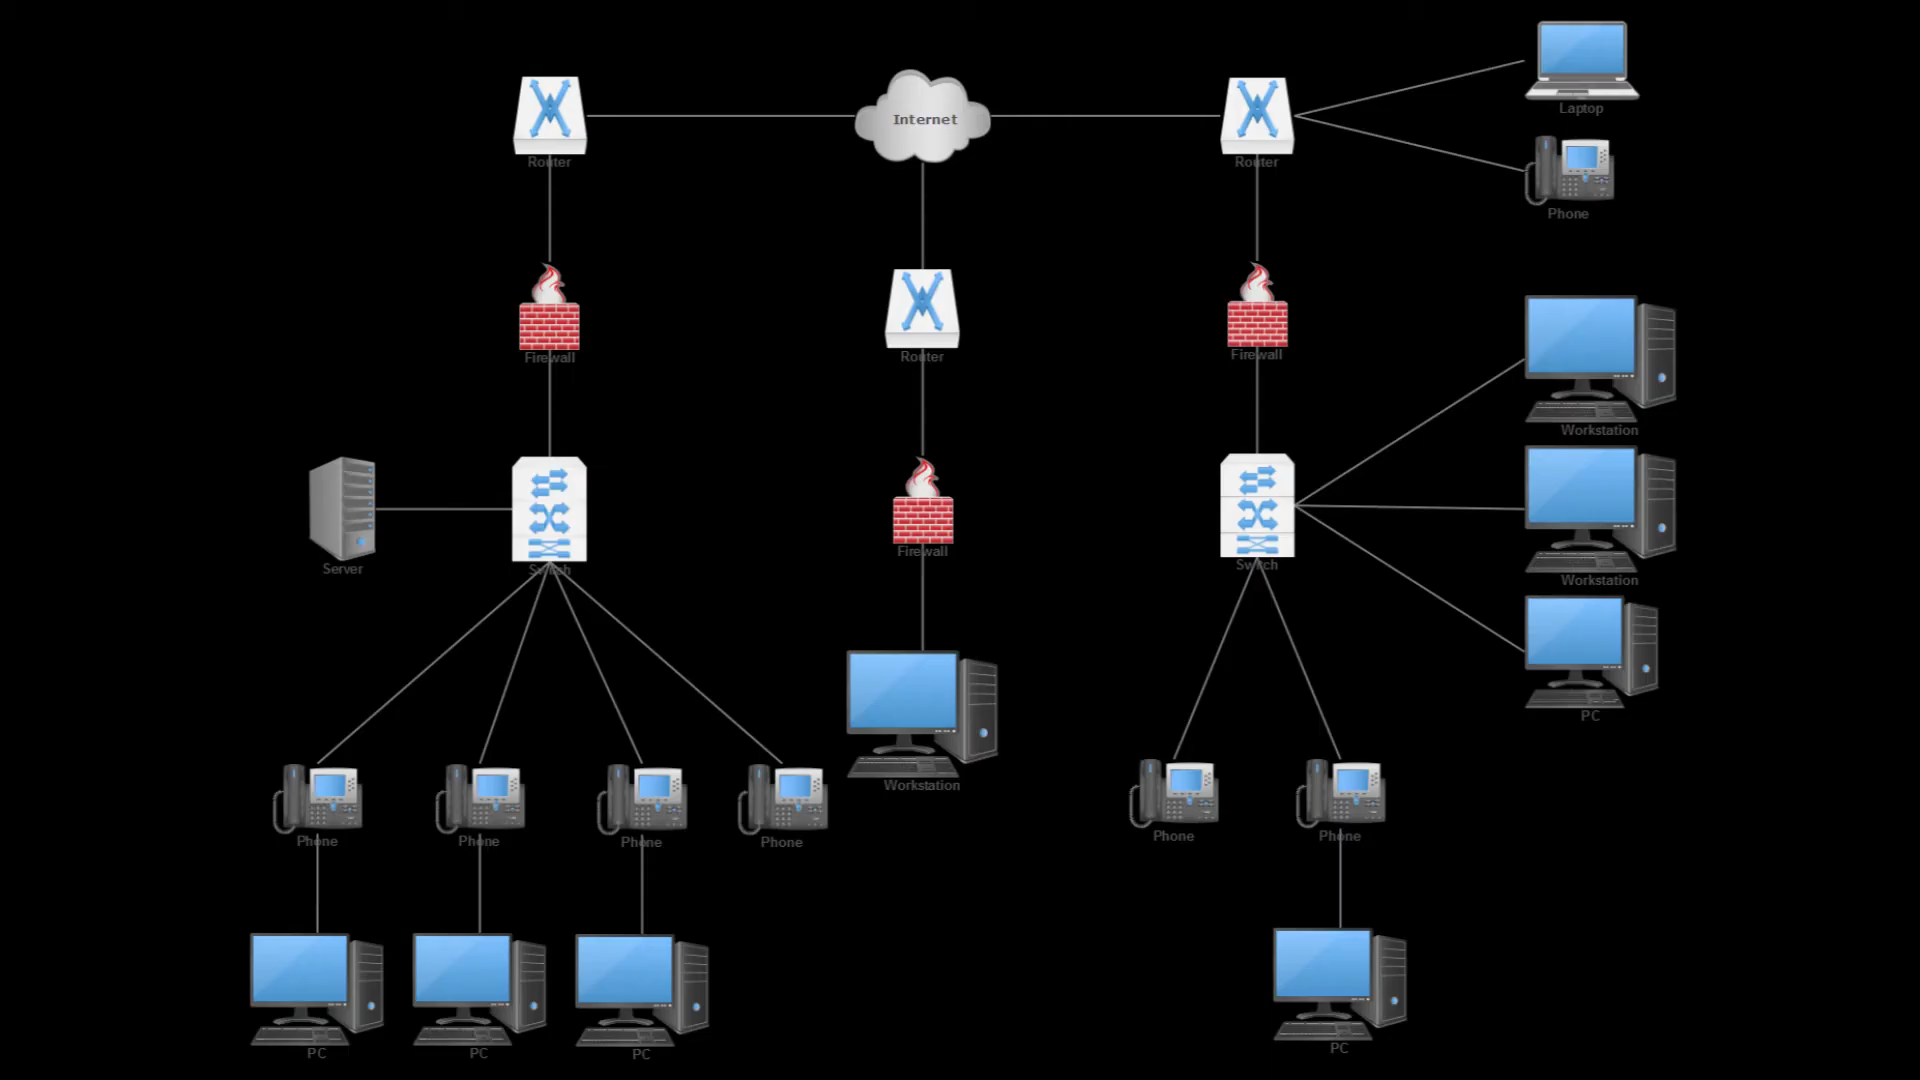 Laptop
Internet
Router
Router
Phone
Firewall
Router
Firewall
Workstation
Server
Switch
Firewall
Switch
Workstation
PC
Workstation
Phone
Phone
Phone
Phone
Phone
Phone
PC
PC
PC
PC